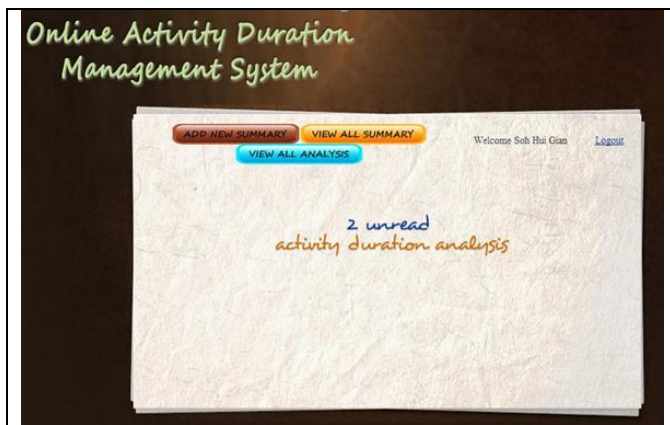 Online Activity Duration
Management System
ADD NEW SUMMARY VIEW ALL SUMMARY
Welcome Soh Hui Gian Logout
VIEW ALL ANALYSIS
2 unread
activity duration analysis